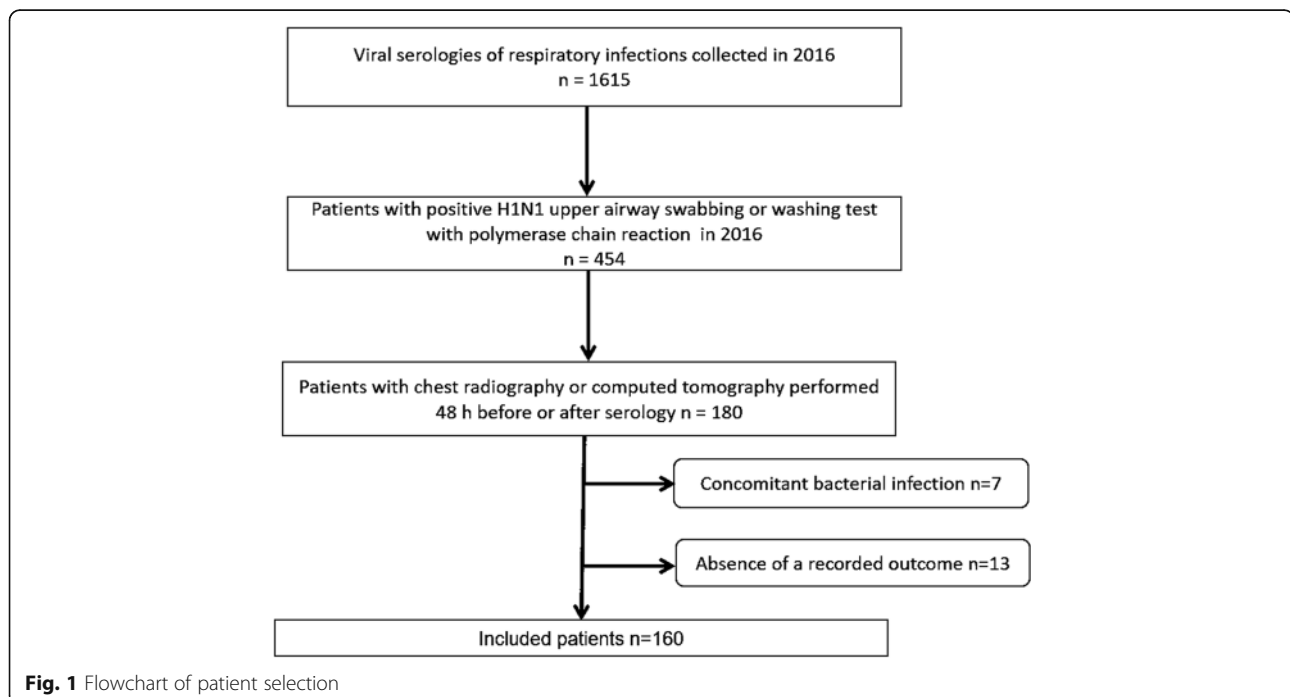 Viral serologies of respiratory infections collected in 2016
n = 1615
Patients with positive H1N1 upper airway swabbing or washing test
with polymerase chain reaction in 2016
n = 454
Patients with chest radiography or computed tomography performed
48 h before or after serology n = 180
Concomitant bacterial infection n=7
Absence of a recorded outcome n=13
Included patients n=160
Fig. 1 Flowchart of patient selection